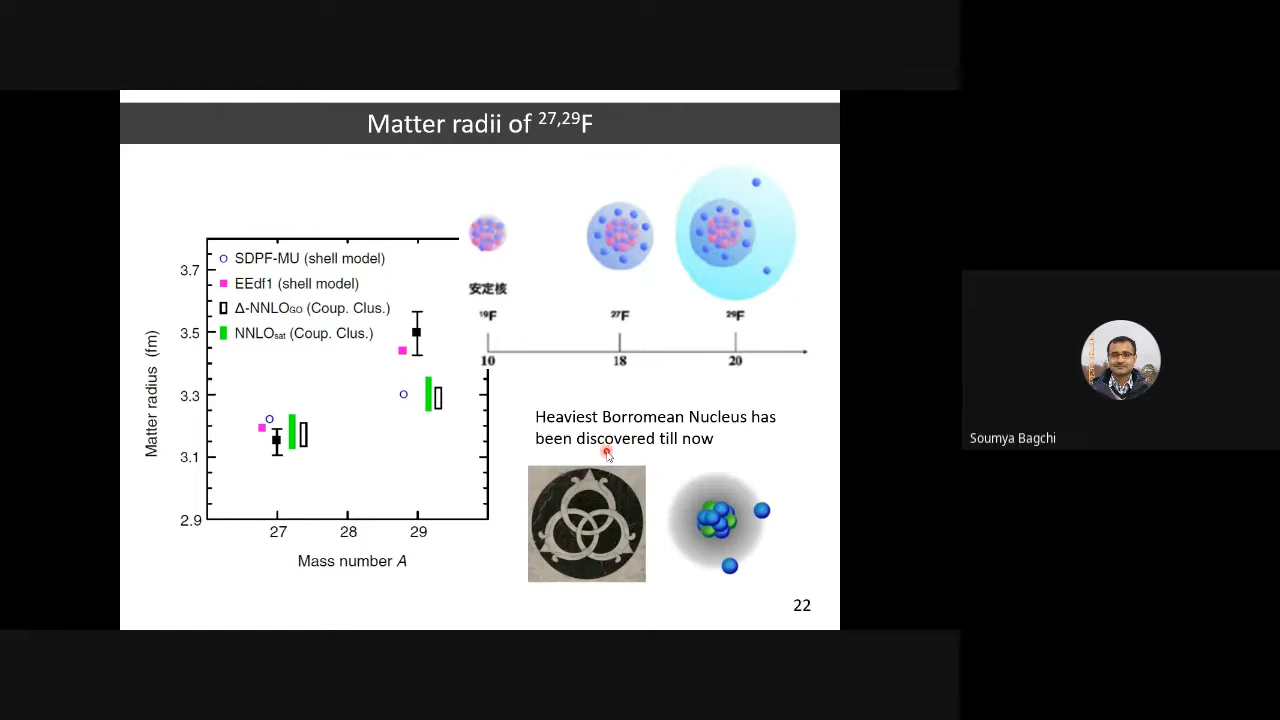 Matter radii of ²⁷,²⁹F
SDPF-MU (shell model)
EEdf1 (shell model)
Δ-NNLOGO (Coup. Clus.)
NNLOsat (Coup. Clus.)
3.7
3.5
3.3
3.1
2.9
Matter radius (fm)
27
28
29
Mass number A
安定核
¹⁹F
²⁷F
²⁹F
10
18
20
Heaviest Borromean Nucleus has
been discovered till now
22
Soumya Bagchi